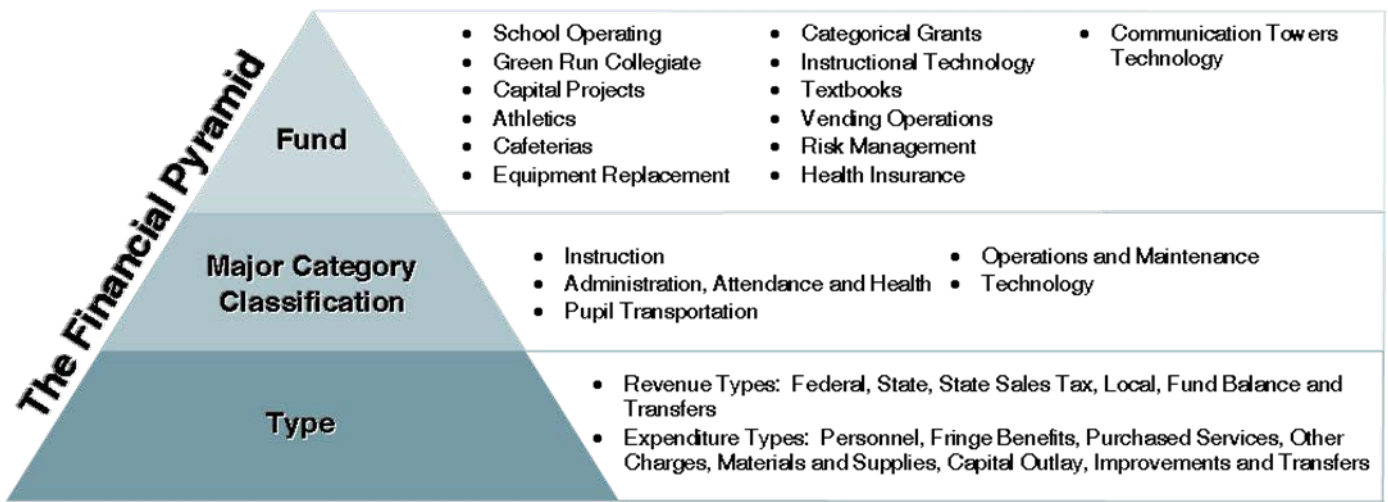 The Financial Pyramid
Fund
• School Operating
• Green Run Collegiate
• Capital Projects
• Athletics
• Cafeterias
• Equipment Replacement
• Categorical Grants
• Instructional Technology
• Textbooks
• Vending Operations
• Risk Management
• Health Insurance
• Communication Towers
Technology
Major Category
Classification
• Instruction
• Administration, Attendance and Health
• Pupil Transportation
• Operations and Maintenance
• Technology
Type
• Revenue Types: Federal, State, State Sales Tax, Local, Fund Balance and
Transfers
• Expenditure Types: Personnel, Fringe Benefits, Purchased Services, Other
Charges, Materials and Supplies, Capital Outlay, Improvements and Transfers